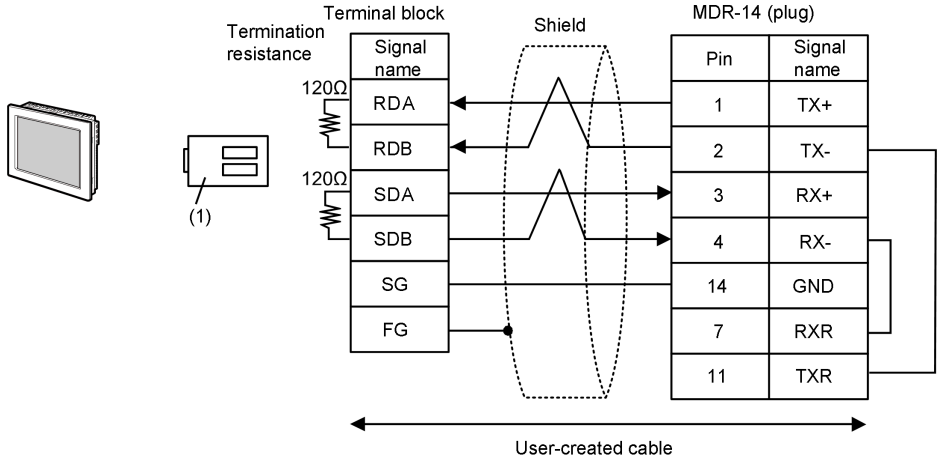 Terminal block
Shield
MDR-14 (plug)
Termination
resistance
Signal
name
Pin
Signal
name
120Ω
RDA
1
TX+
RDB
2
TX-
120Ω
SDA
3
RX+
SDB
4
RX-
(1)
SG
14
GND
FG
7
RXR
11
TXR
User-created cable